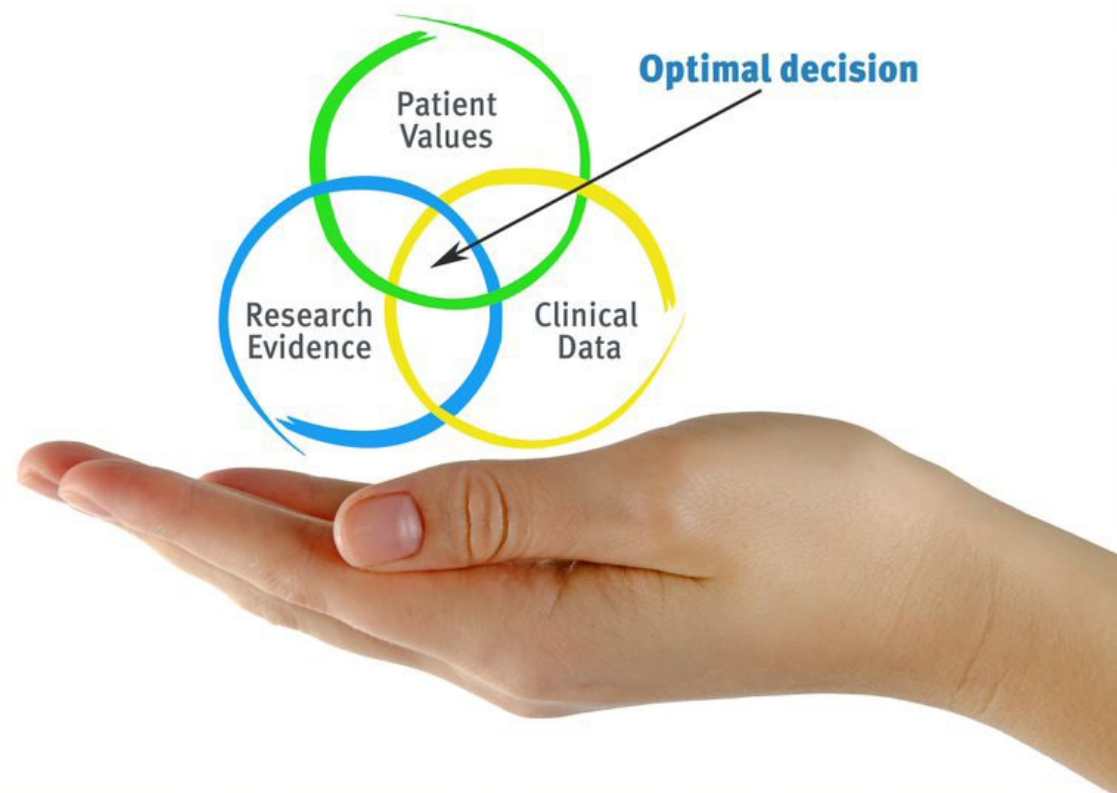 Optimal decision
Patient
Values
Research
Evidence
Clinical
Data